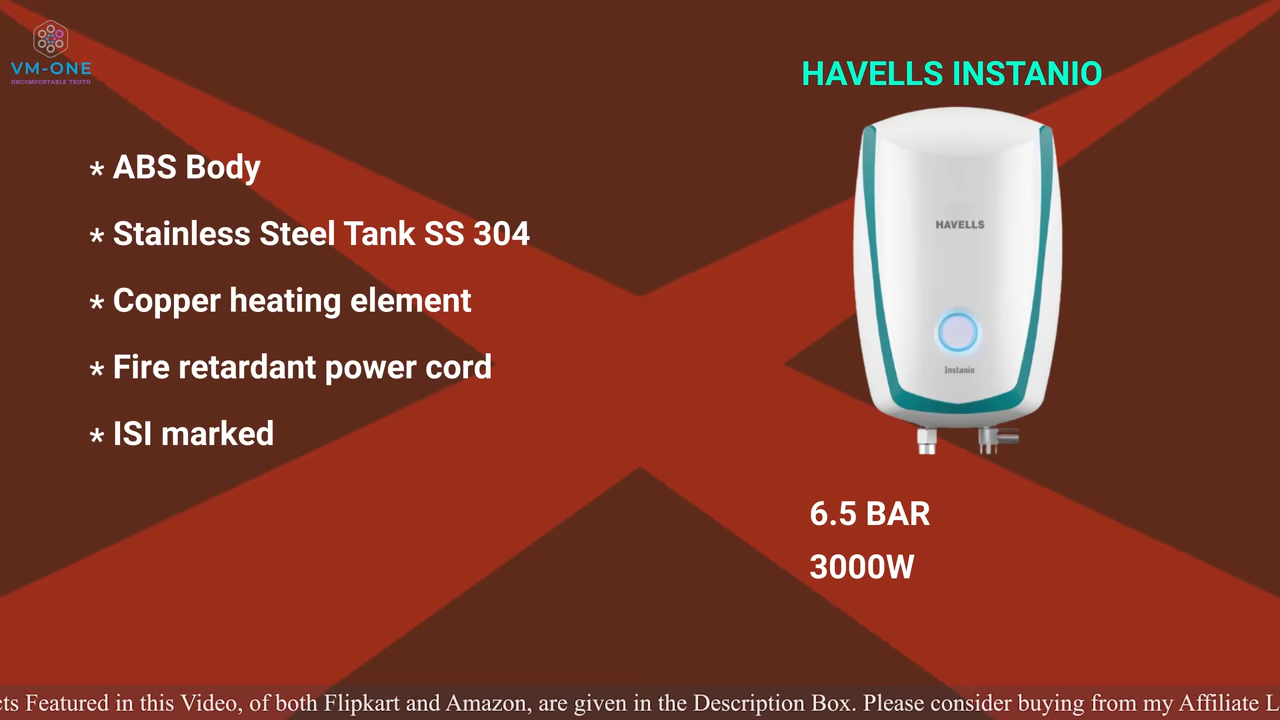 VM-ONE
UNCOMFORTABLE TRUTH
HAVELLS INSTANIO
* ABS Body
* Stainless Steel Tank SS 304
* Copper heating element
* Fire retardant power cord
* ISI marked
HAVELLS
Instanio
6.5 BAR
3000W
cts Featured in this Video, of both Flipkart and Amazon, are given in the Description Box. Please consider buying from my Affiliate L